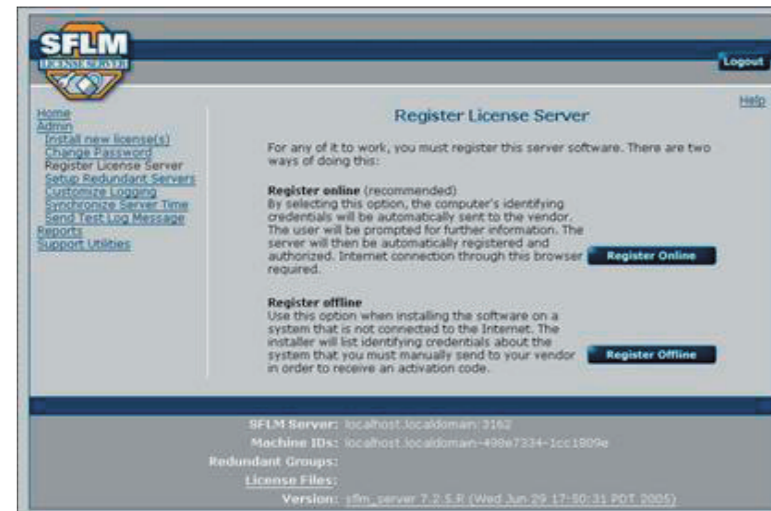 SFLM
LICENSE SERVER
Logout
Help
Home
Admin
Install new license(s)
Change Password
Register License Server
Setup Redundant Servers
Customize Logging
Synchronize Server Time
Send Test Log Message
Reports
Support Utilities
Register License Server
For any of it to work, you must register this server software. There are two
ways of doing this:
Register online (recommended)
By selecting this option, the computer's identifying
credentials will be automatically sent to the vendor.
The user will be prompted for further information. The
server will then be automatically registered and
authorized. Internet connection through this browser
required.
Register Online
Register offline
Use this option when installing the software on a
system that is not connected to the Internet. The
installer will list identifying credentials about the
system that you must manually send to your vendor
in order to receive an activation code.
Register Offline
SFLM Server: localhost.localdomain:3162
Machine IDs: localhost.localdomain-498e7334-1cc1809e
Redundant Groups:
License Files:
Version: sflm_server 7.2.5.R (Wed Jun 29 17:50:31 PDT 2005)